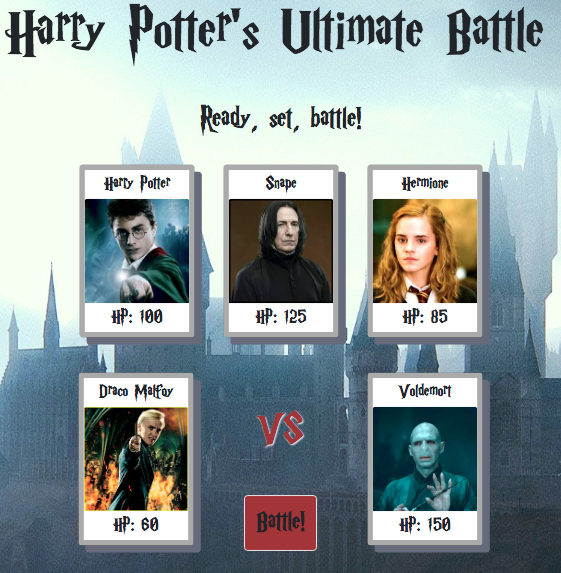 Harry Potter's Ultimate Battle
Ready, set, battle!
Harry Potter
HP: 100
Snape
HP: 125
Hermione
HP: 85
Draco Malfoy
HP: 60
VS
Battle!
Voldemort
HP: 150